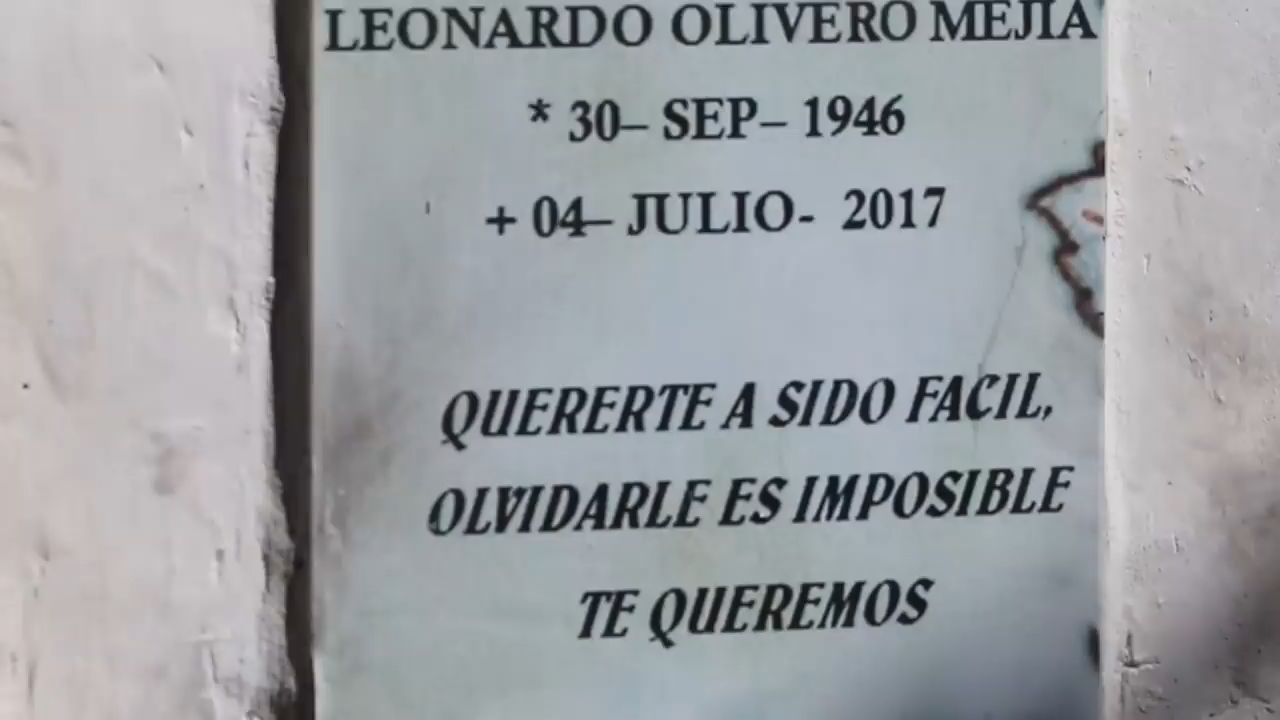 LEONARDO OLIVERO MEJIA
* 30– SEP– 1946
+ 04– JULIO- 2017
QUERERTE A SIDO FACIL,
OLVIDARLE ES IMPOSIBLE
TE QUEREMOS